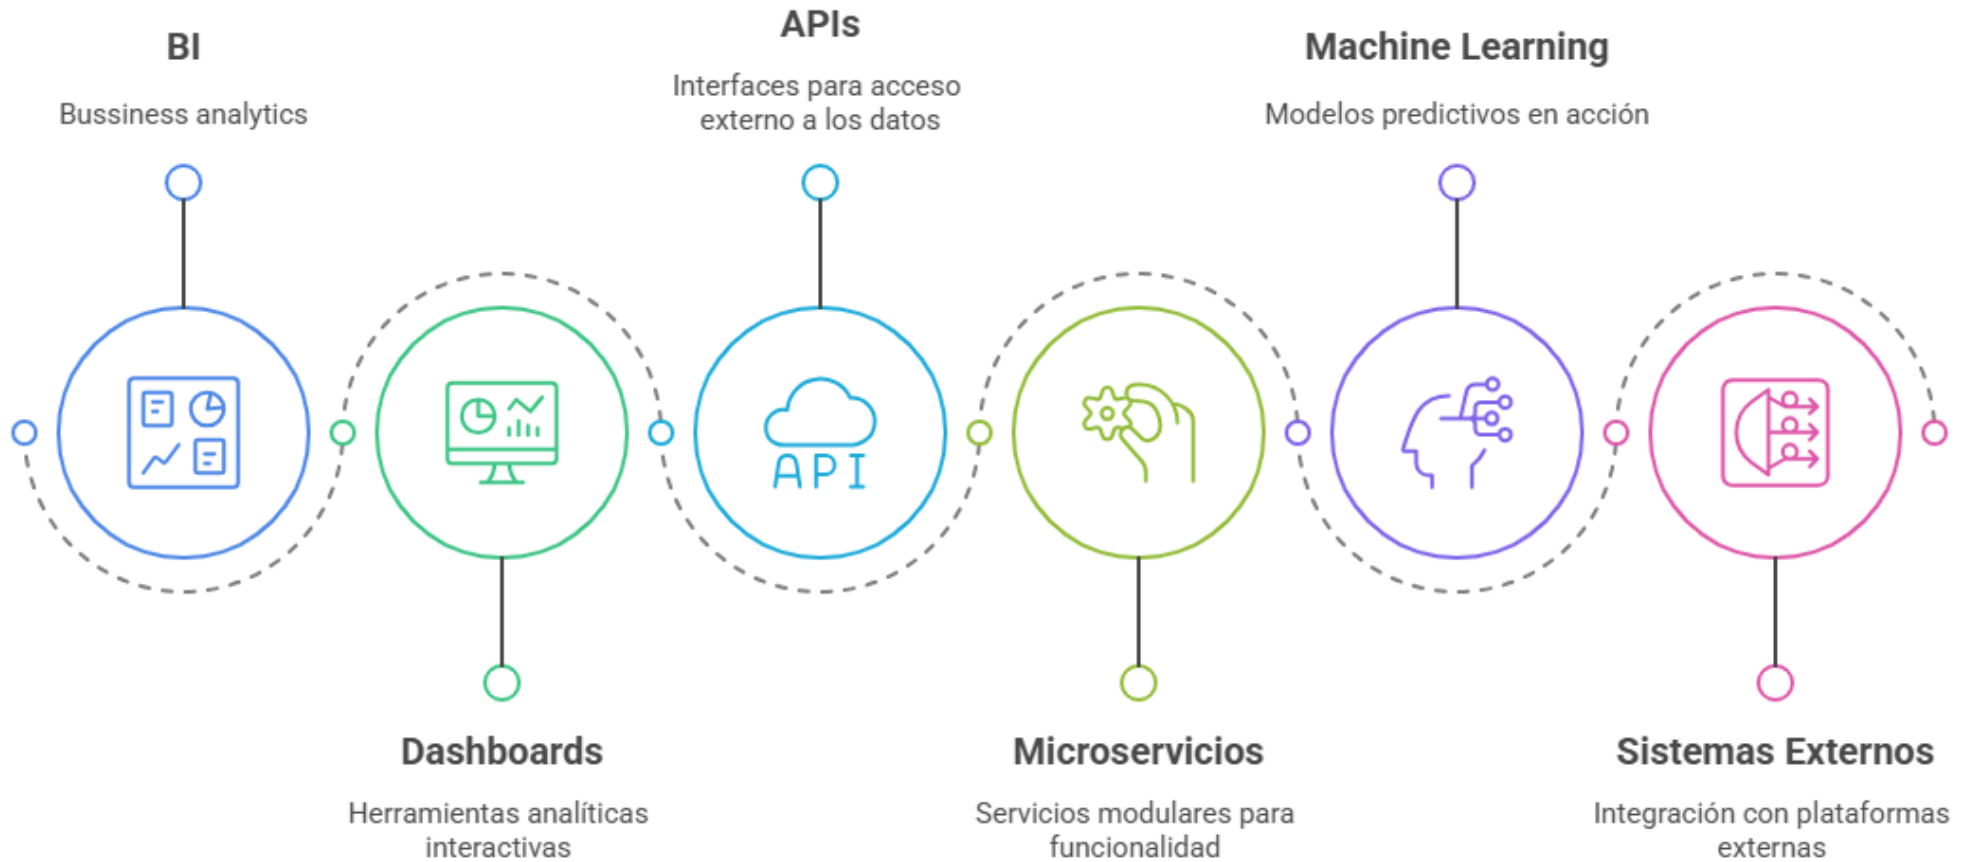 BI
Bussiness analytics
Dashboards
Herramientas analíticas
interactivas
APIs
Interfaces para acceso
externo a los datos
API
Microservicios
Servicios modulares para
funcionalidad
Machine Learning
Modelos predictivos en acción
Sistemas Externos
Integración con plataformas
externas